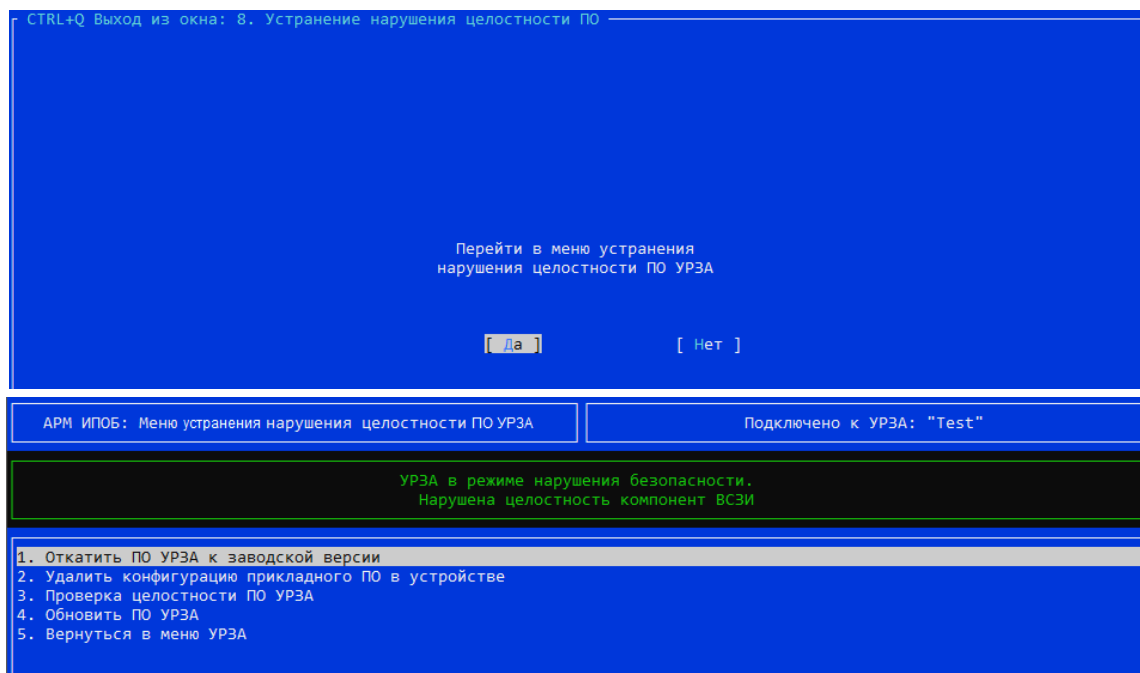 CTRL+Q Выход из окна: 8. Устранение нарушения целостности ПО
Перейти в меню устранения
нарушения целостности ПО УРЗА
[ Да ] [ Нет ]
АРМ ИПОБ: Меню устранения нарушения целостности ПО УРЗА
Подключено к УРЗА: "Test"
УРЗА в режиме нарушения безопасности.
Нарушена целостность компонент ВСЗИ
1. Откатить ПО УРЗА к заводской версии
2. Удалить конфигурацию прикладного ПО в устройстве
3. Проверка целостности ПО УРЗА
4. Обновить ПО УРЗА
5. Вернуться в меню УРЗА